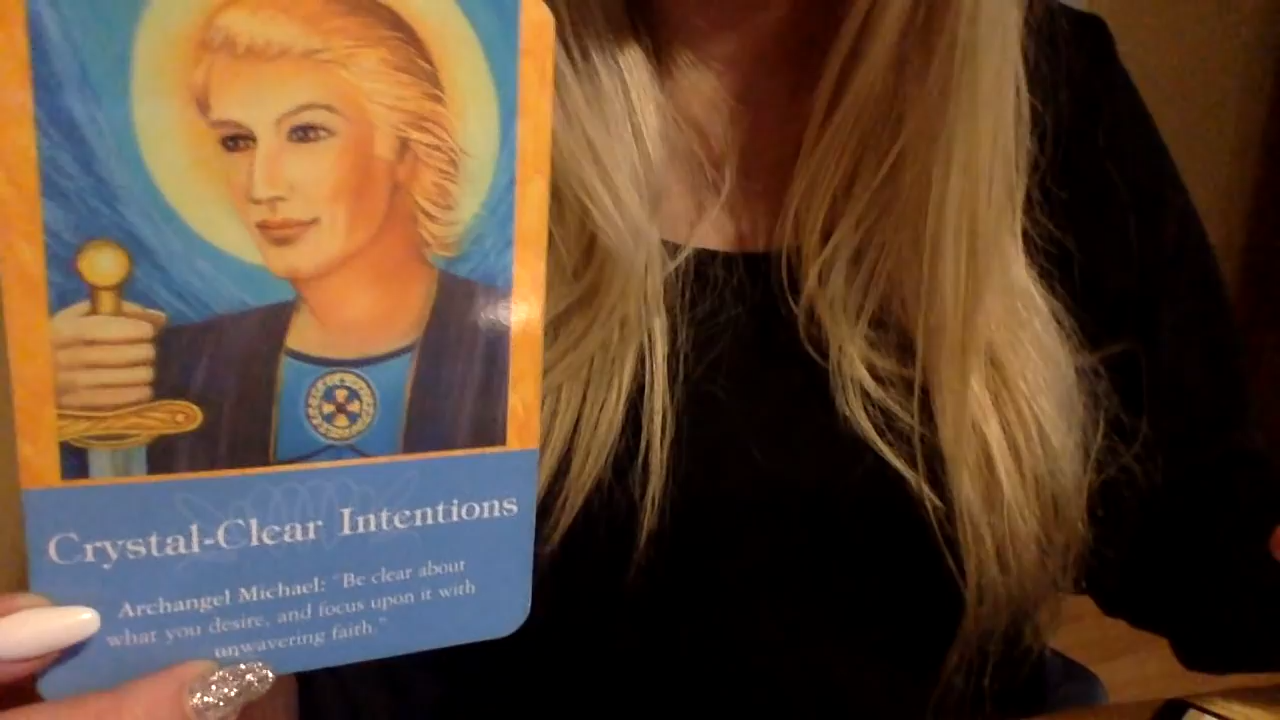 Crystal-Clear Intentions
Archangel Michael: "Be clear about
what you desire, and focus upon it with
unwavering faith."